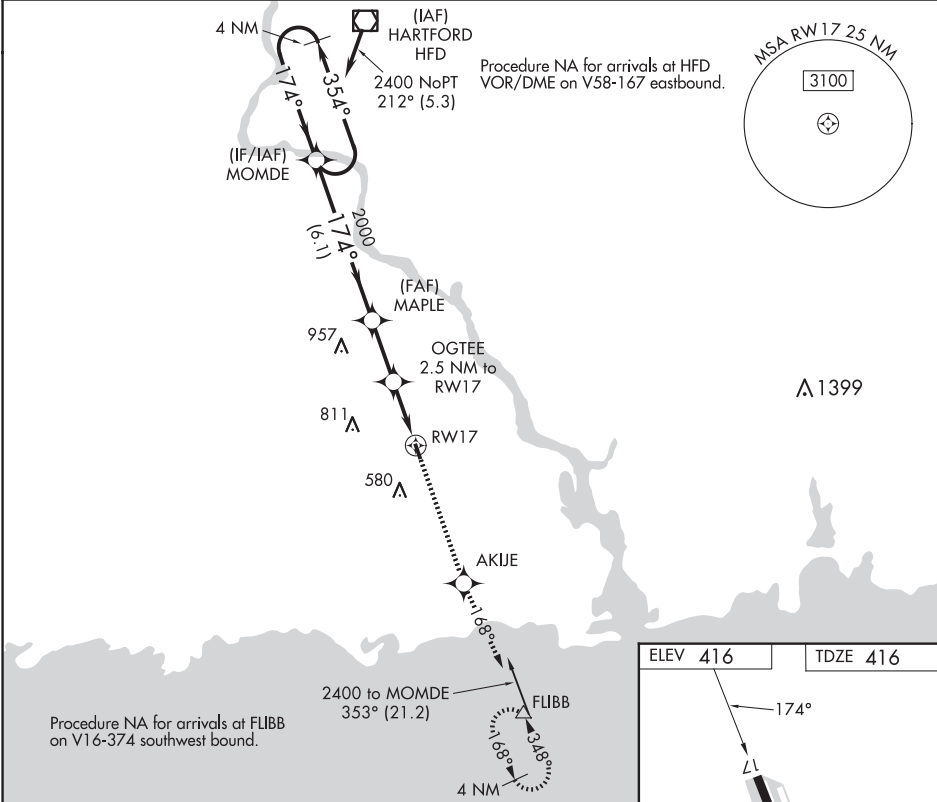 4 NM
(IAF)
HARTFORD
HFD
2400 NoPT
212° (5.3)
Procedure NA for arrivals at HFD
VOR/DME on V58-167 eastbound.
MSA RW17 25 NM
3100
174°
354°
(IF/IAF)
MOMDE
2000
174°
(6.1)
(FAF)
MAPLE
957
OGTEE
2.5 NM to
RW17
1399
811
RW17
580
AKIJE
168°
2400 to MOMDE
353° (21.2)
FLIBB
168°
348°
4 NM
Procedure NA for arrivals at FLIBB
on V16-374 southwest bound.
ELEV 416
TDZE 416
174°
17